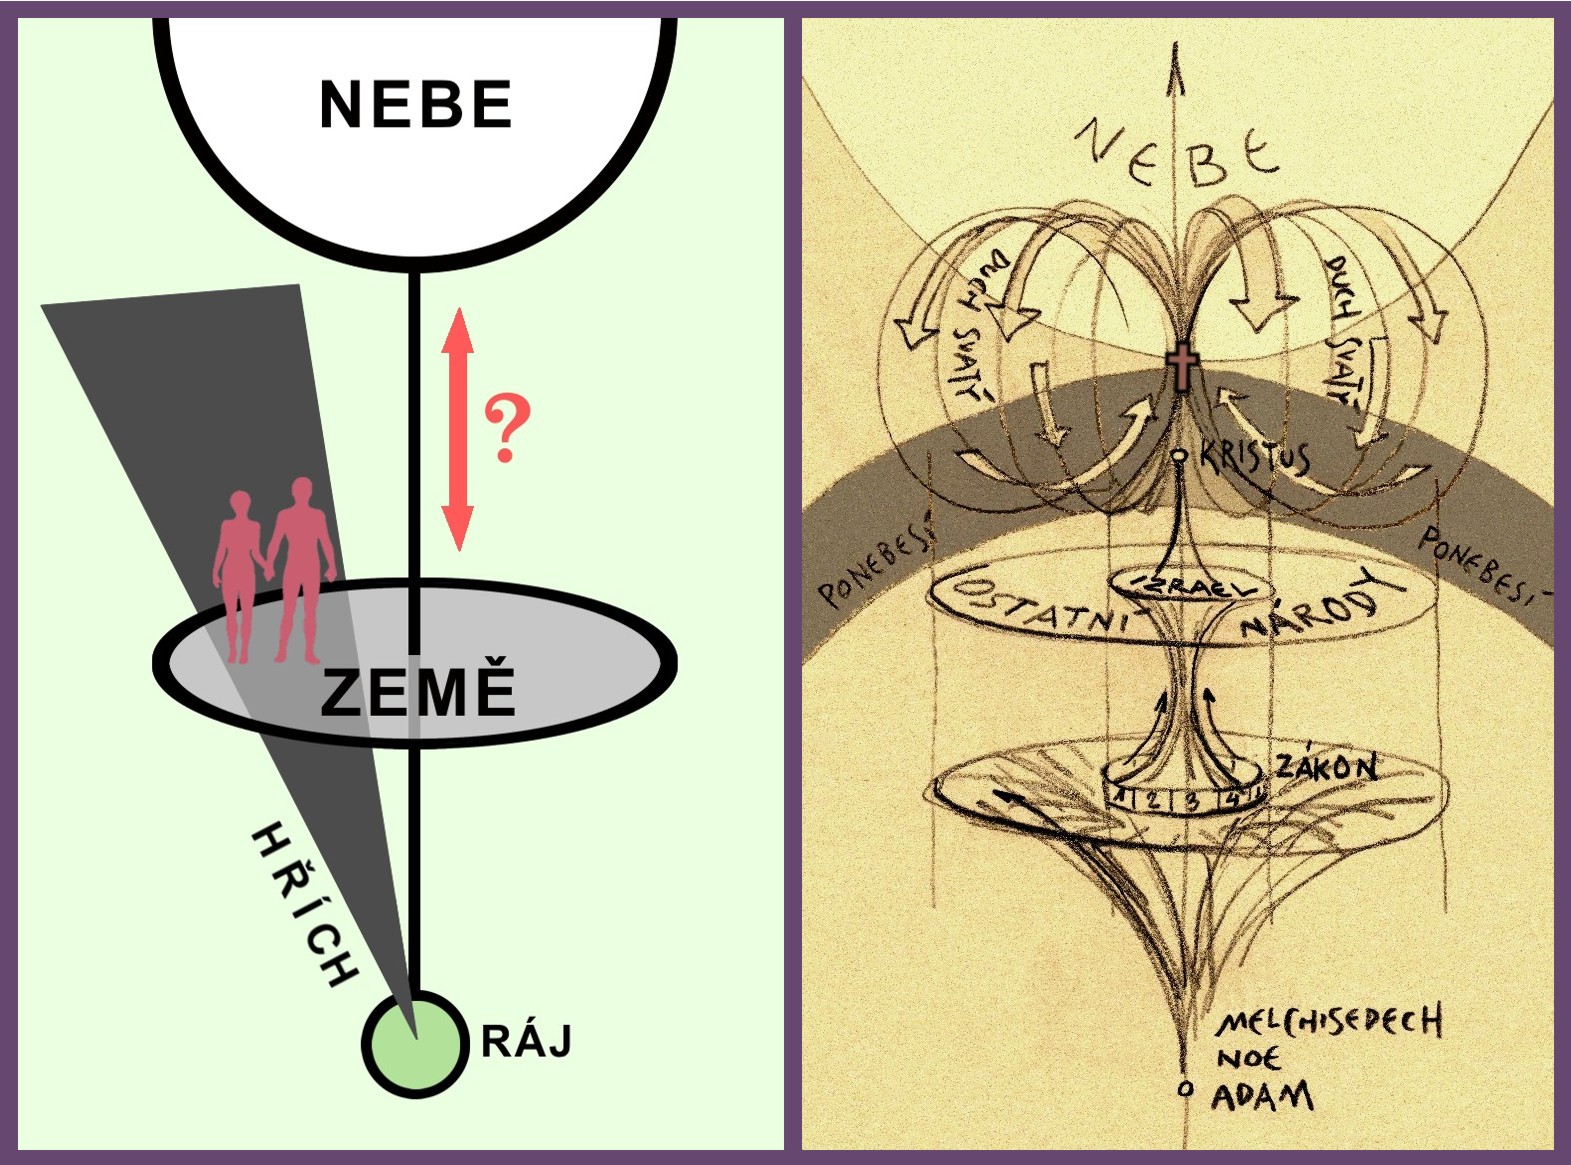 NEBE
?
ZEMĚ
HŘÍCH
RÁJ
NEBE
DUCH SVATÝ
DUCH SVATÝ
KRISTUS
PONEBESÍ
PONEBESÍ
IZRAEL
OSTATNÍ NÁRODY
ZÁKON
1 2 3 4
MELCHISEDECH
NOE
ADAM